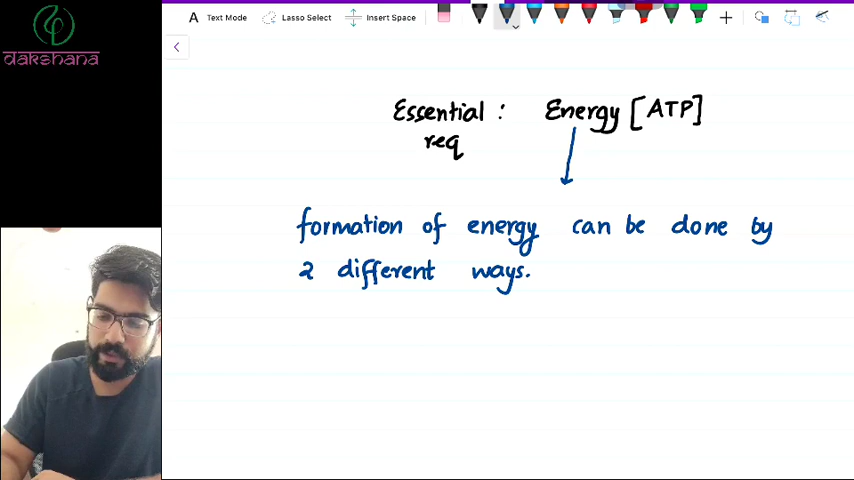 dakshana
A Text Mode Lasso Select Insert Space
Essential : Energy [ATP]
req
formation of energy can be done by
2 different ways.